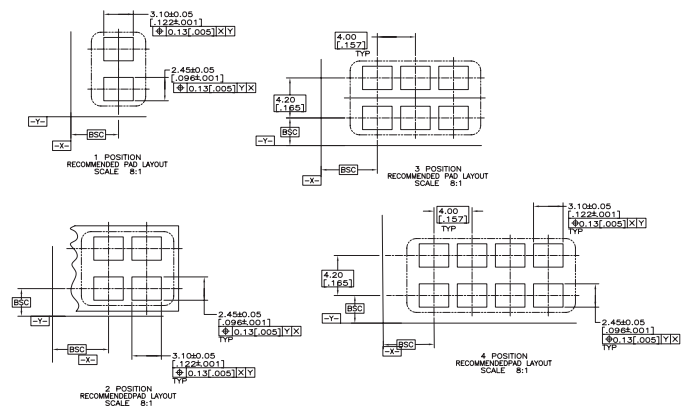 3.10±0.05
[.122±.001]
⌖ 0.13[.005] X Y
2.45±0.05
[.096±.001]
⌖ 0.13[.005] Y X
-Y-
BSC
-X-
1 POSITION
RECOMMENDED PAD LAYOUT
SCALE 8:1
4.00
[.157]
TYP
4.20
[.165]
BSC
-Y-
BSC
-X-
3 POSITION
RECOMMENDED PAD LAYOUT
SCALE 8:1
BSC
-Y-
BSC
-X-
2.45±0.05
[.096±.001]
⌖ 0.13[.005] Y X
TYP
3.10±0.05
[.122±.001]
⌖ 0.13[.005] X Y
TYP
2 POSITION
RECOMMENDEDPAD LAYOUT
SCALE 8:1
4.00
[.157]
TYP
3.10±0.05
[.122±.001]
⌖ 0.13[.005] X Y
TYP
4.20
[.165]
BSC
-Y-
BSC
-X-
2.45±0.05
[.096±.001]
⌖ 0.13[.005] Y X
TYP
4 POSITION
RECOMMENDEDPAD LAYOUT
SCALE 8:1